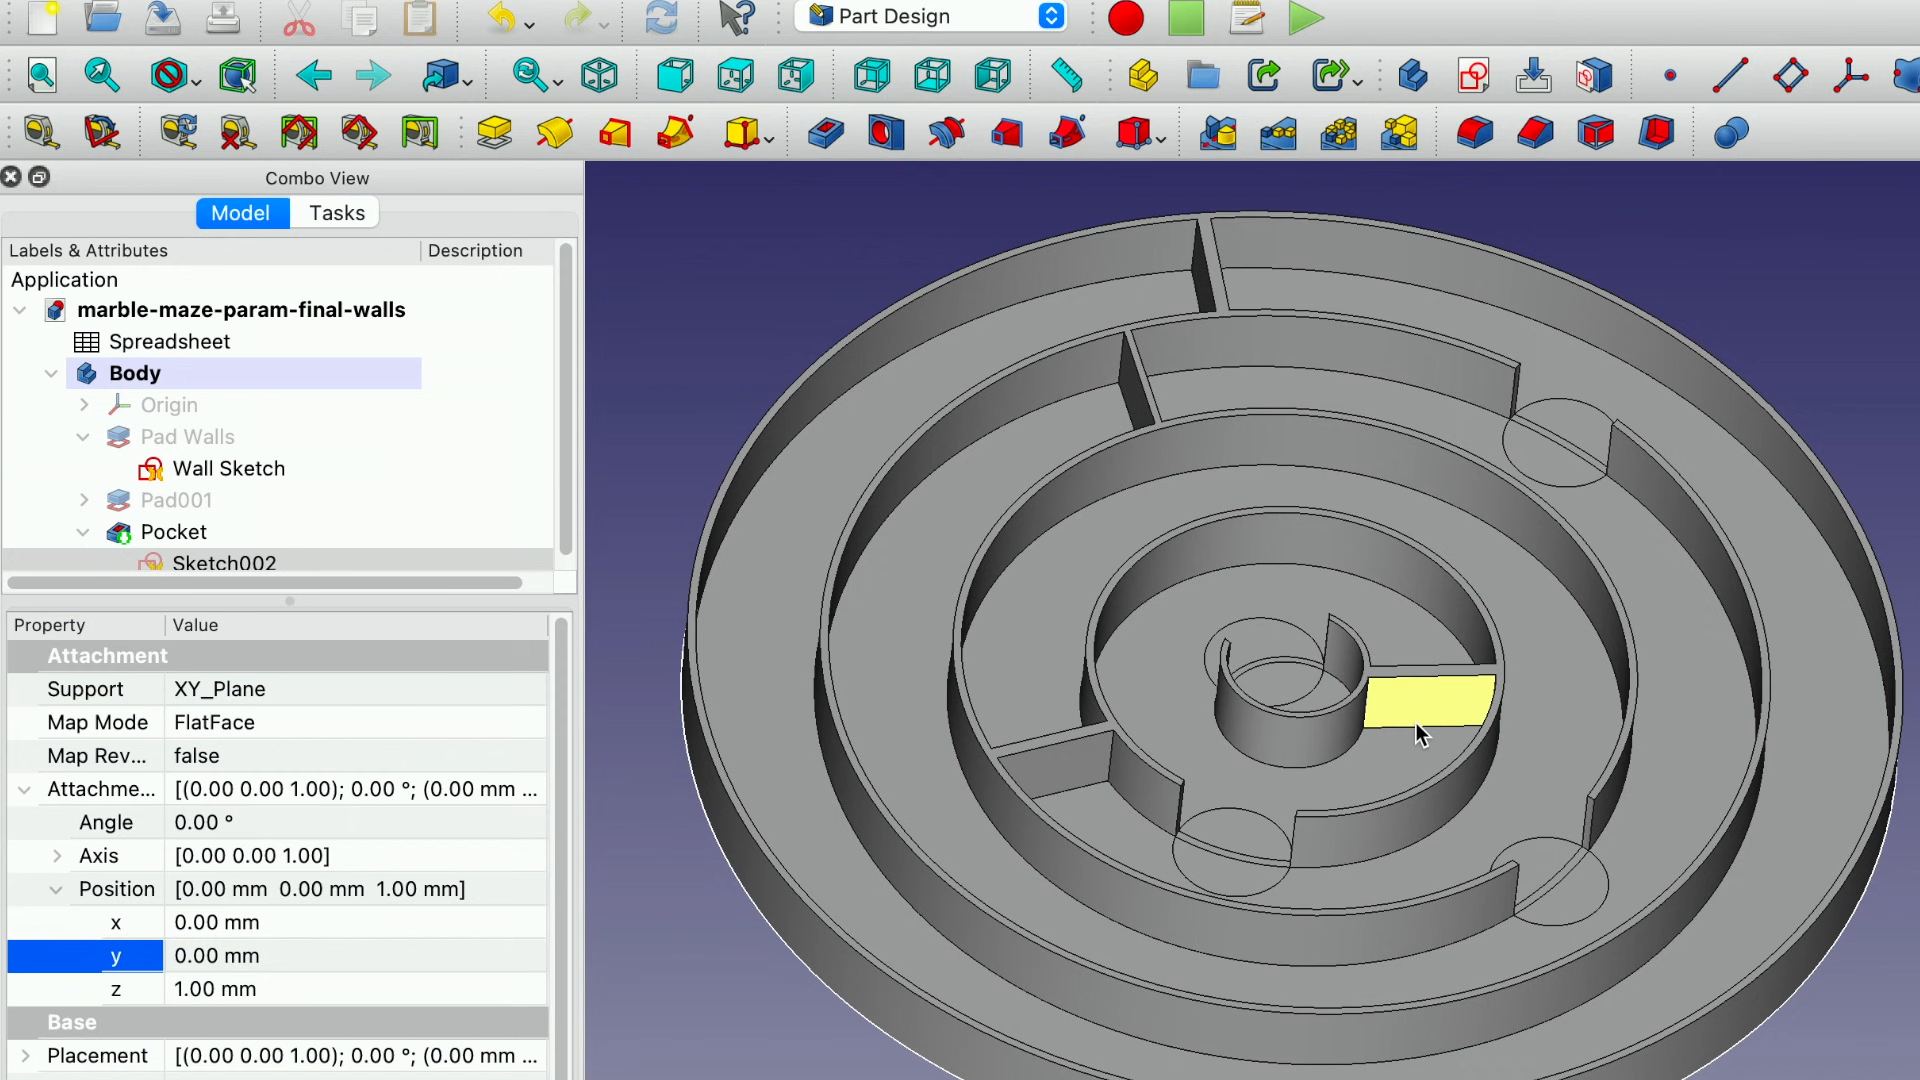 Part Design
Combo View
Model Tasks
Labels & Attributes Description
Application
marble-maze-param-final-walls
Spreadsheet
Body
Origin
Pad Walls
Wall Sketch
Pad001
Pocket
Sketch002
Property Value
Attachment
Support XY_Plane
Map Mode FlatFace
Map Rev... false
Attachme... [(0.00 0.00 1.00); 0.00 °; (0.00 mm ...
Angle 0.00 °
Axis [0.00 0.00 1.00]
Position [0.00 mm 0.00 mm 1.00 mm]
x 0.00 mm
y 0.00 mm
z 1.00 mm
Base
Placement [(0.00 0.00 1.00); 0.00 °; (0.00 mm ...